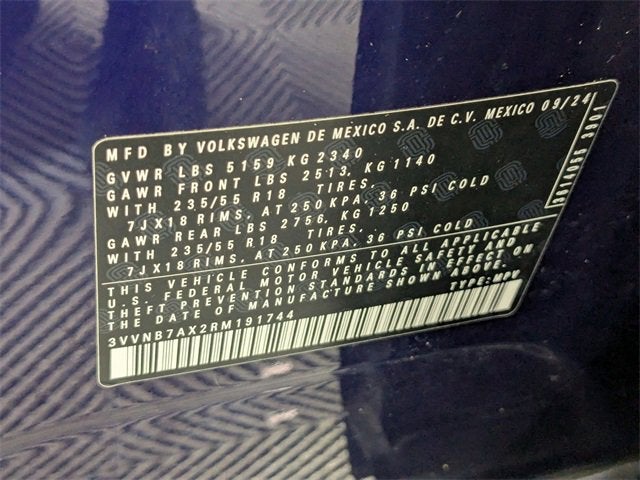 MFD BY VOLKSWAGEN DE MEXICO S.A. DE C.V. MEXICO 09/24
GVWR LBS 5159 KG 2340
GAWR FRONT LBS 2513, KG 1140
WITH 235/55 R18 TIRES,
7JX18 RIMS, AT 250 KPA, 36 PSI COLD
GAWR REAR LBS 2756, KG 1250
WITH 235/55 R18 TIRES,
7JX18 RIMS, AT 250 KPA, 36 PSI COLD
THIS VEHICLE CONFORMS TO ALL APPLICABLE
U.S. FEDERAL MOTOR VEHICLE SAFETY AND
THEFT PREVENTION STANDARDS IN EFFECT ON
THE DATE OF MANUFACTURE SHOWN ABOVE.
TYPE: MPV
3VVNB7AX2RM191744